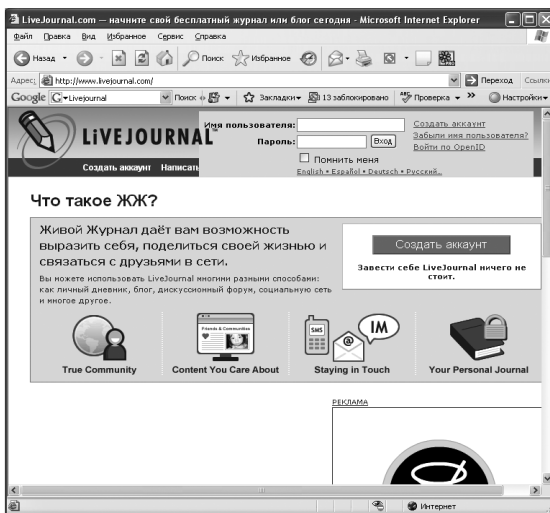 LiveJournal.com — начните свой бесплатный журнал или блог сегодня - Microsoft Internet Explorer
Файл Правка Вид Избранное Сервис Справка
Назад Поиск Избранное
Адрес: http://www.livejournal.com/ Переход Ссылки
Google G Livejournal Поиск Закладки 13 заблокировано Проверка Настройки
LiVEJOURNAL™ Имя пользователя: Создать аккаунт
Забыли имя пользователя?
Пароль: Вход Войти по OpenID
Помнить меня
Создать аккаунт Написать English • Español • Deutsch • Русский…
Что такое ЖЖ?
Живой Журнал даёт вам возможность
выразить себя, поделиться своей жизнью и
связаться с друзьями в сети.
Вы можете использовать LiveJournal многими разными способами:
как личный дневник, блог, дискуссионный форум, социальную сеть
и многое другое.
Создать аккаунт
Завести себе LiveJournal ничего не
стоит.
Friends & Communities
SMS IM
True Community Content You Care About Staying in Touch Your Personal Journal
РЕКЛАМА
Интернет